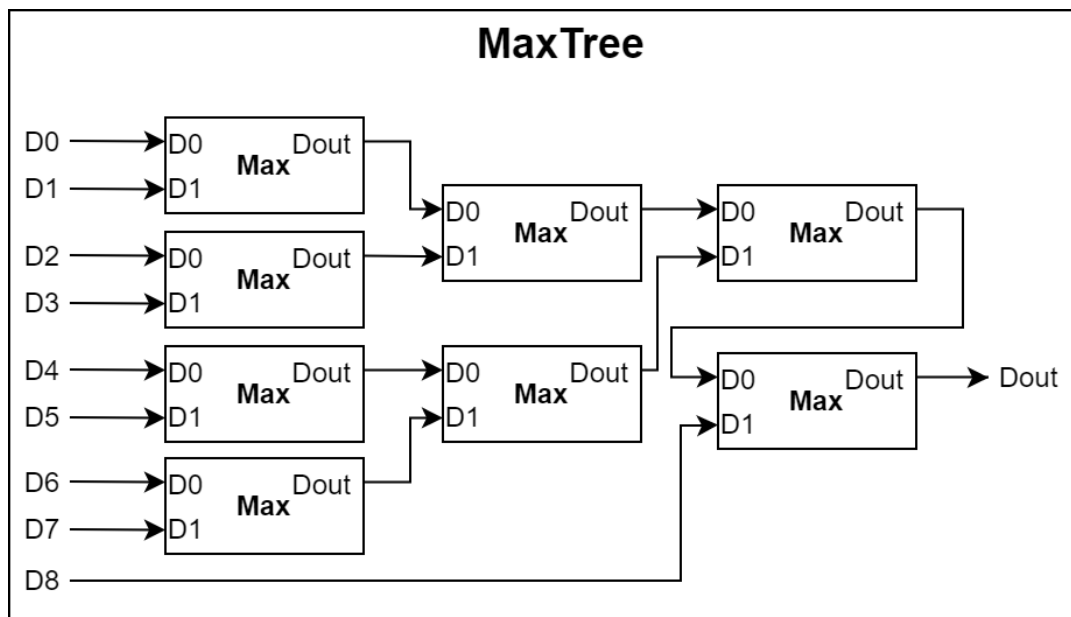 MaxTree
D0
D1
D0
D1
Max
Dout
D2
D3
D0
D1
Max
Dout
D4
D5
D0
D1
Max
Dout
D6
D7
D0
D1
Max
Dout
D8
D0
D1
Max
Dout
D0
D1
Max
Dout
D0
D1
Max
Dout
D0
D1
Max
Dout
Dout